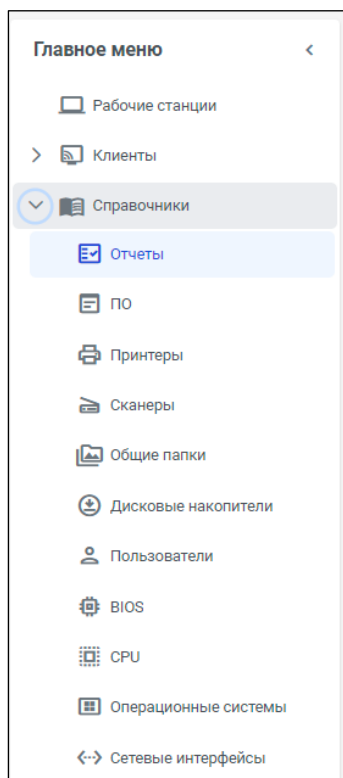 Главное меню
Рабочие станции
Клиенты
Справочники
Отчеты
ПО
Принтеры
Сканеры
Общие папки
Дисковые накопители
Пользователи
BIOS
CPU
Операционные системы
Сетевые интерфейсы